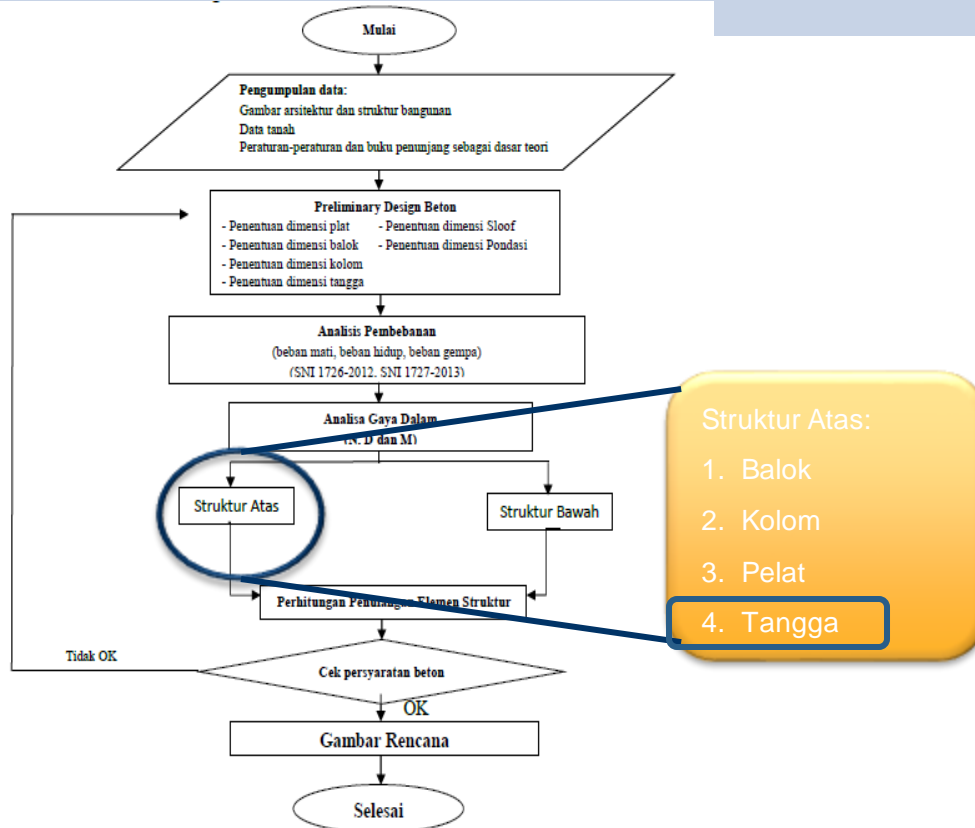 Mulai
Pengumpulan data:
Gambar arsitektur dan struktur bangunan
Data tanah
Peraturan-peraturan dan buku penunjang sebagai dasar teori
Preliminary Design Beton
- Penentuan dimensi plat
- Penentuan dimensi balok
- Penentuan dimensi kolom
- Penentuan dimensi tangga
- Penentuan dimensi Sloof
- Penentuan dimensi Pondasi
Analisis Pembebanan
(beban mati, beban hidup, beban gempa)
(SNI 1726-2012, SNI 1727-2013)
Analisa Gaya Dalam
(N, D dan M)
Struktur Atas
Struktur Bawah
Perhitungan Penulangan Elemen Struktur
Tidak OK
Cek persyaratan beton
OK
Gambar Rencana
Selesai
Struktur Atas:
1. Balok
2. Kolom
3. Pelat
4. Tangga